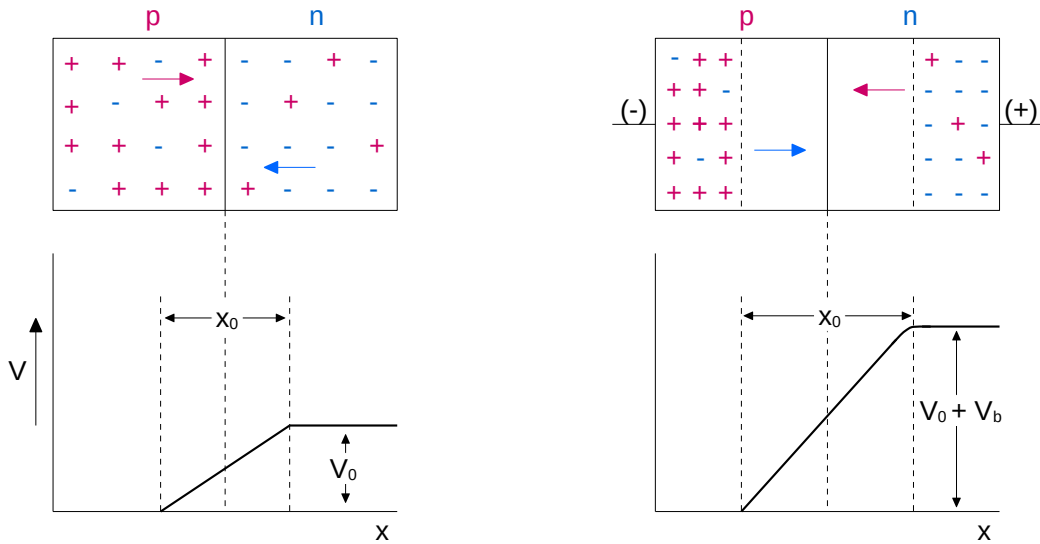 p n
+ + - + - - + -
+ - + + - + - -
+ + - + - - - +
- + + + + - - -
x₀
V
V₀
x
p n
- + + + - -
+ + - - - -
(-) + + + - + - (+)
+ - + - - +
+ + + - - -
x₀
V₀ + V_b
x